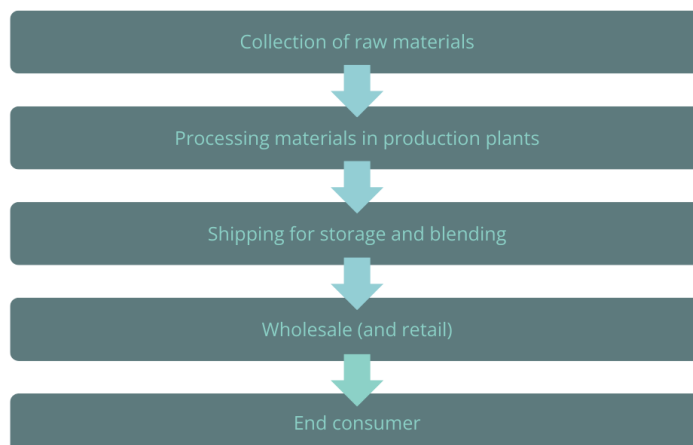 Collection of raw materials
Processing materials in production plants
Shipping for storage and blending
Wholesale (and retail)
End consumer